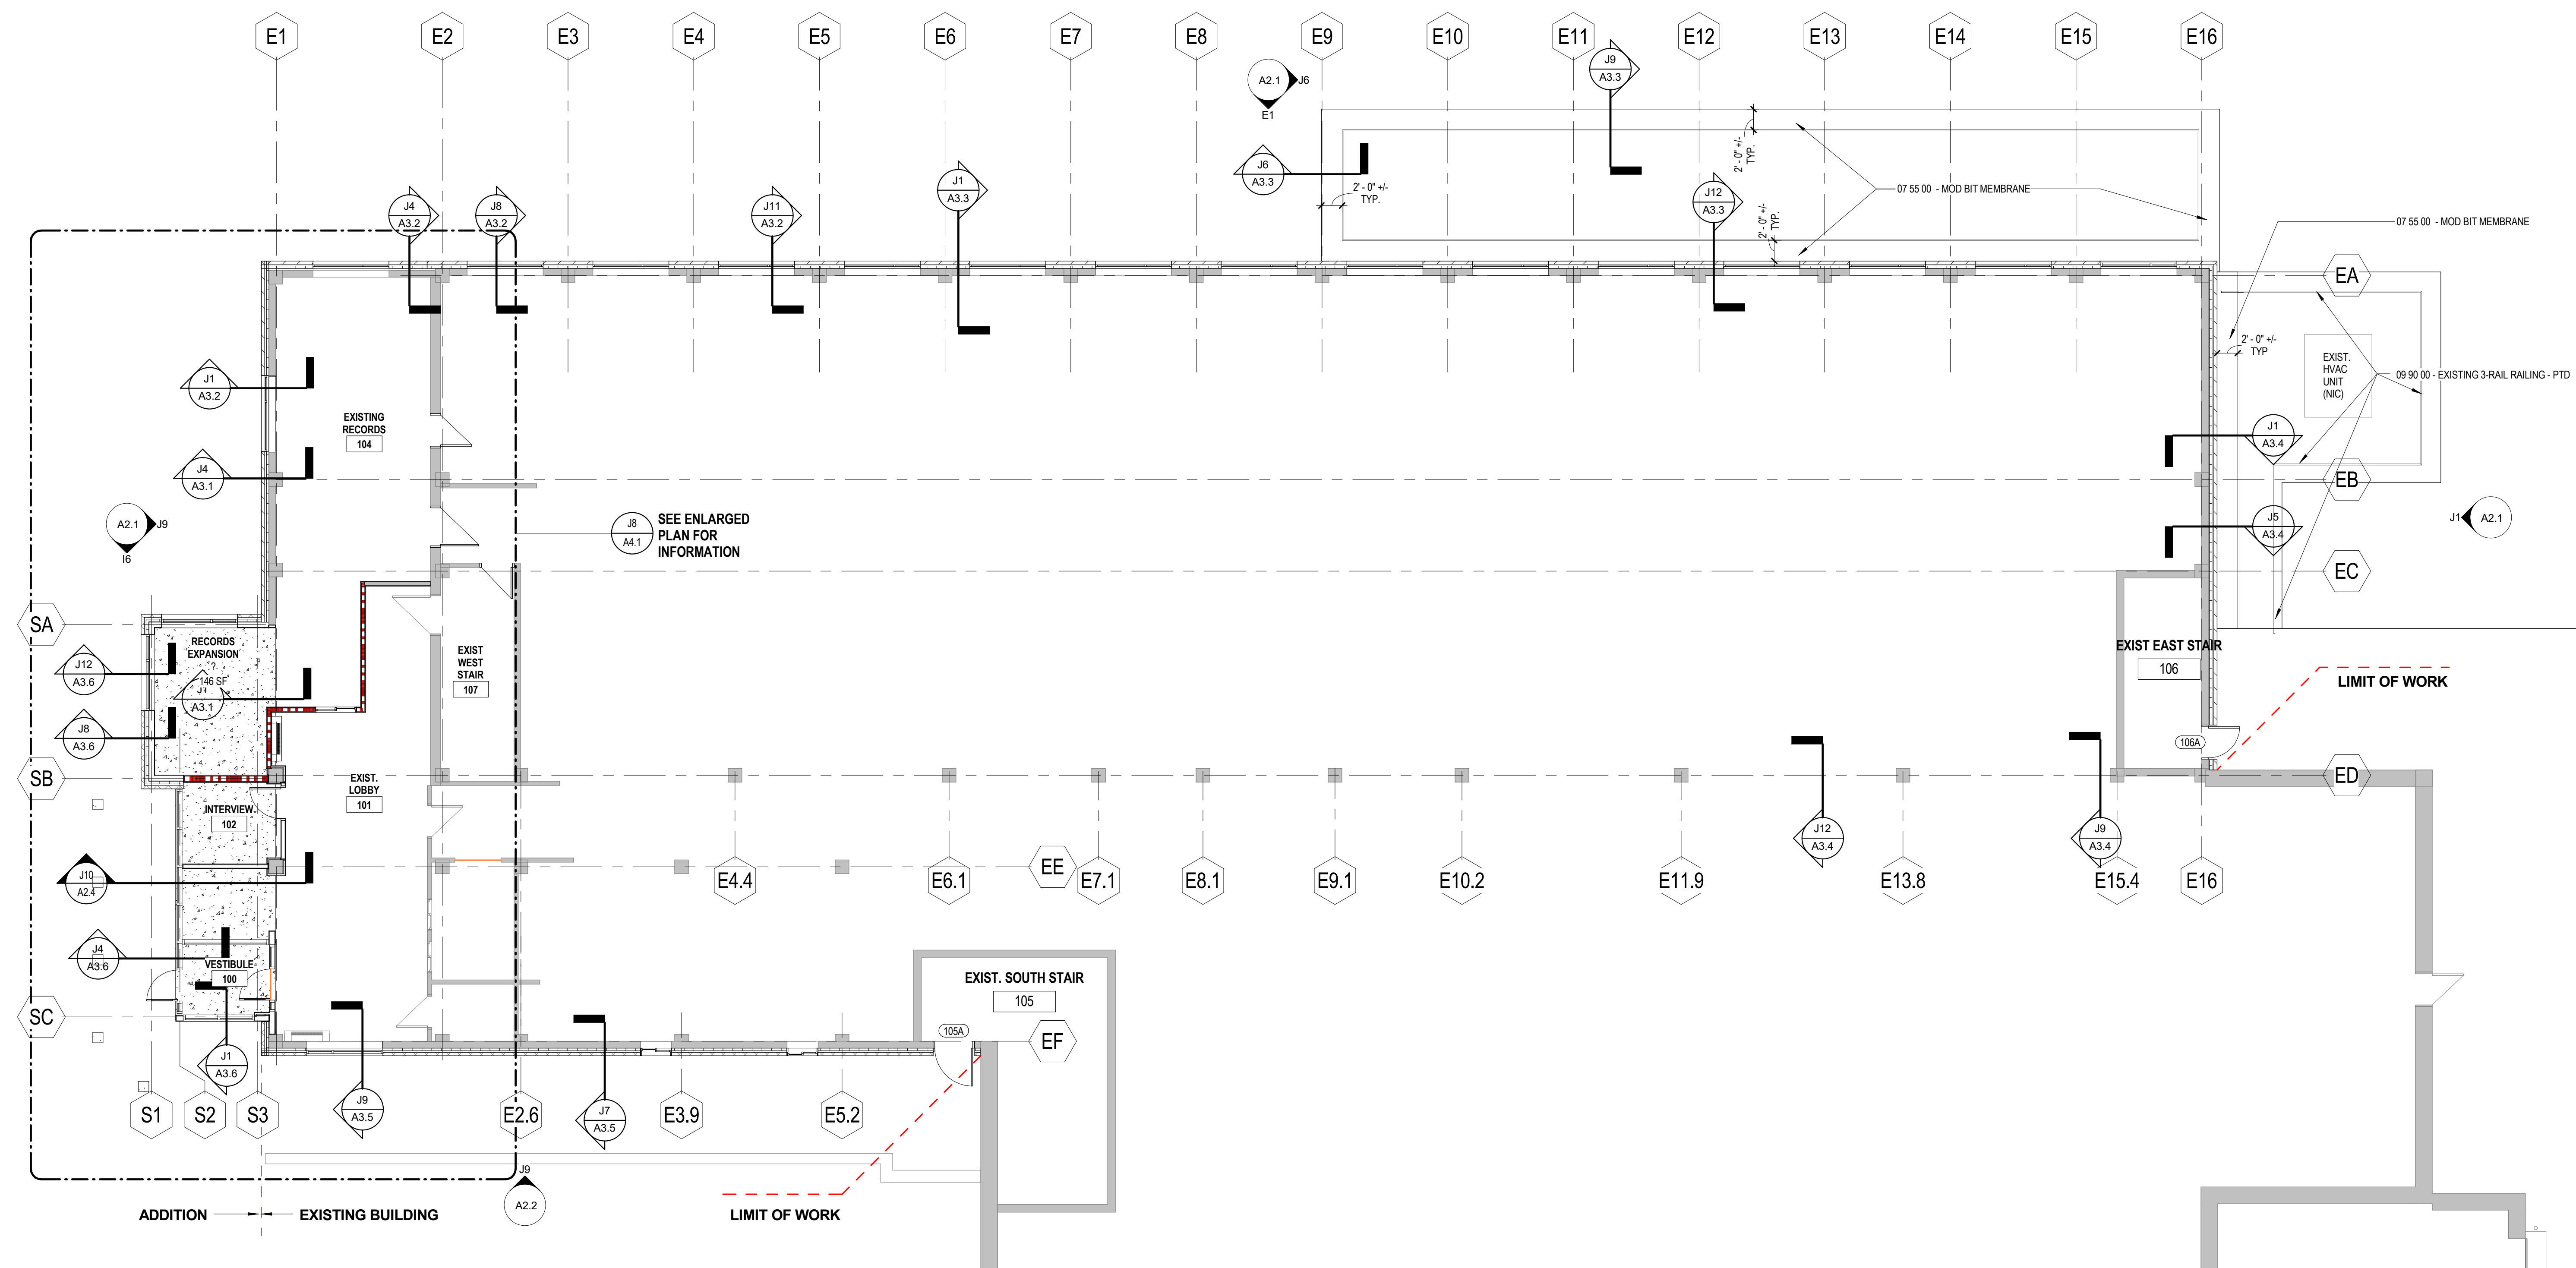 E1
E2
E3
E4
E5
E6
E7
E8
E9
E10
E11
E12
E13
E14
E15
E16
A2.1
J6
E1
J9
A3.3
J6
A3.3
2' - 0" +/-
TYP.
2' - 0" +/-
TYP.
2' - 0" +/-
TYP.
07 55 00 - MOD BIT MEMBRANE
07 55 00 - MOD BIT MEMBRANE
J4
A3.2
J8
A3.2
J11
A3.2
J1
A3.3
J12
A3.3
EA
2' - 0" +/-
TYP
EXIST.
HVAC
UNIT
(NIC)
09 90 00 - EXISTING 3-RAIL RAILING - PTD
J1
A3.2
EXISTING
RECORDS
104
J4
A3.1
J1
A3.4
EB
A2.1
J9
I6
J8
A4.1
SEE ENLARGED
PLAN FOR
INFORMATION
J5
A3.4
J1
A2.1
EC
SA
RECORDS
EXPANSION
?
146 SF
J1
A3.1
J12
A3.6
J8
A3.6
EXIST
WEST
STAIR
107
EXIST EAST STAIR
106
LIMIT OF WORK
106A
SB
EXIST.
LOBBY
101
INTERVIEW
102
ED
J12
A3.4
J9
A3.4
J10
A2.4
EE
E4.4
E6.1
E7.1
E8.1
E9.1
E10.2
E11.9
E13.8
E15.4
E16
J4
A3.6
VESTIBULE
100
EXIST. SOUTH STAIR
105
SC
105A
EF
J1
A3.6
J9
A3.5
J7
A3.5
S1
S2
S3
E2.6
E3.9
E5.2
J9
A2.2
ADDITION
EXISTING BUILDING
LIMIT OF WORK